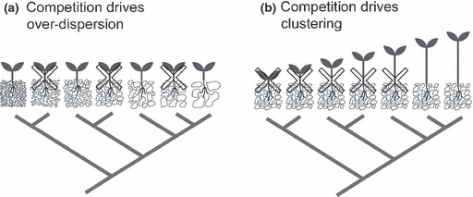 (a) Competition drives
over-dispersion
(b) Competition drives
clustering